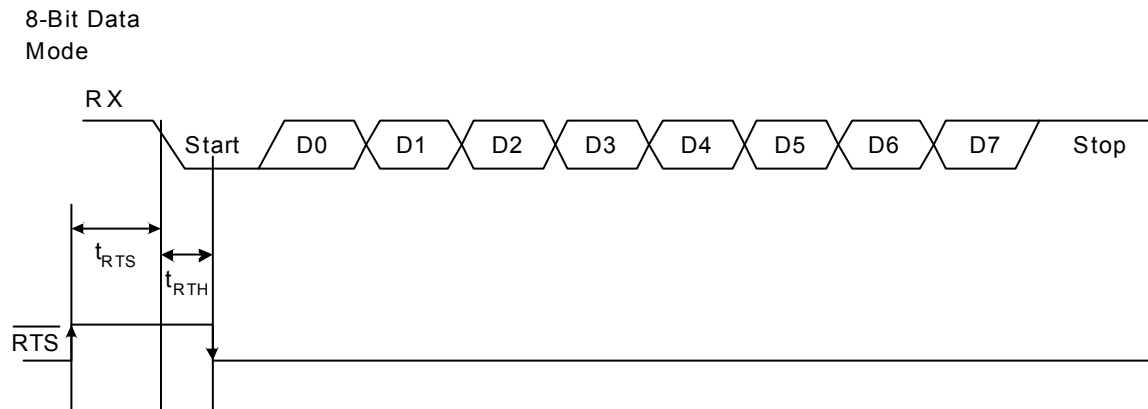 8-Bit Data
Mode
RX
Start D0 D1 D2 D3 D4 D5 D6 D7 Stop
tRTS
tRTH
RTS